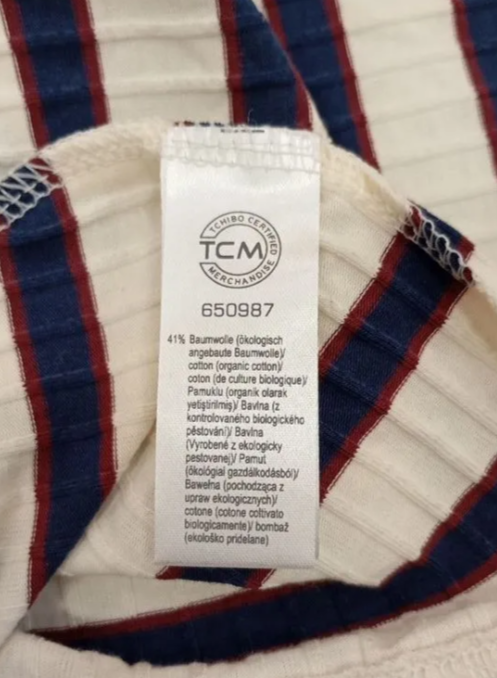 TCHIBO CERTIFIED
TCM
MERCHANDISE
650987
41% Baumwolle (ökologisch
angebaute Baumwolle)/
cotton (organic cotton)/
coton (de culture biologique)/
Pamuklu (organik olarak
yetiştirilmiş)/ Bavlna (z
kontrolovaného biologického
pěstování)/ Bavlna
(Vyrobené z ekologicky
pestovanej)/ Pamut
(ökológiai gazdálkodásból)/
Bawełna (pochodząca z
upraw ekologicznych)/
cotone (cotone coltivato
biologicamente)/ bombaž
(ekološko pridelane)